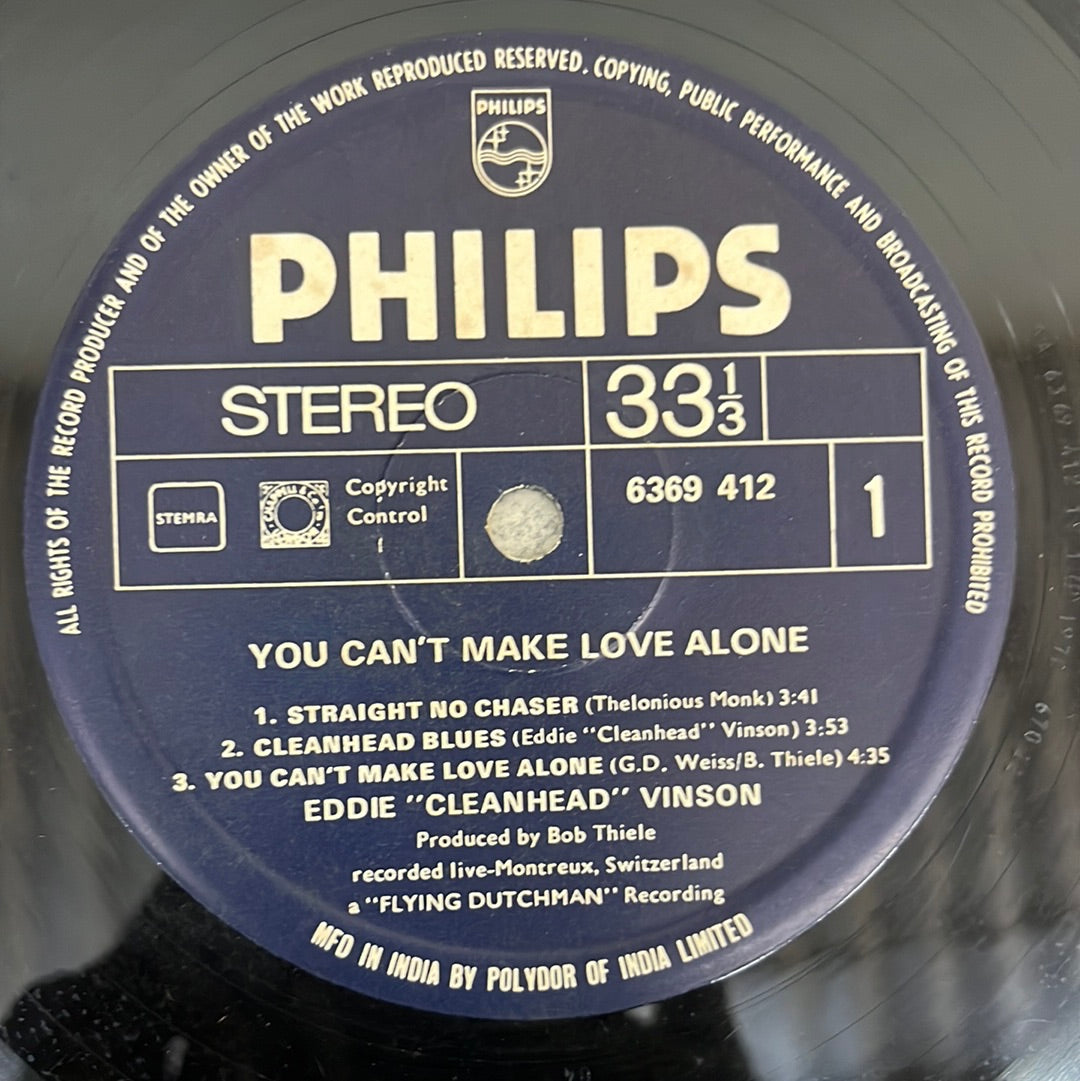 ALL RIGHTS OF THE RECORD PRODUCER AND OF THE OWNER OF THE WORK REPRODUCED RESERVED. COPYING, PUBLIC PERFORMANCE AND BROADCASTING OF THIS RECORD PROHIBITED
PHILIPS
PHILIPS
STEREO
33⅓
STEMRA
CHAPPELL & Co.
LONDON
Copyright
Control
6369 412
1
YOU CAN'T MAKE LOVE ALONE
1. STRAIGHT NO CHASER (Thelonious Monk) 3:41
2. CLEANHEAD BLUES (Eddie "Cleanhead" Vinson) 3:53
3. YOU CAN'T MAKE LOVE ALONE (G.D. Weiss/B. Thiele) 4:35
EDDIE "CLEANHEAD" VINSON
Produced by Bob Thiele
recorded live-Montreux, Switzerland
a "FLYING DUTCHMAN" Recording
MFD IN INDIA BY POLYDOR OF INDIA LIMITED